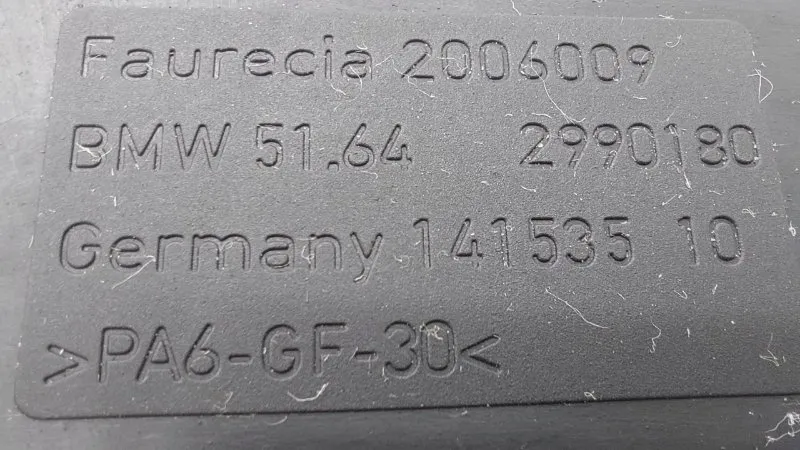 Faurecia 2006009
BMW 51.64 2990180
Germany 141535 10
>PA6-GF-30<